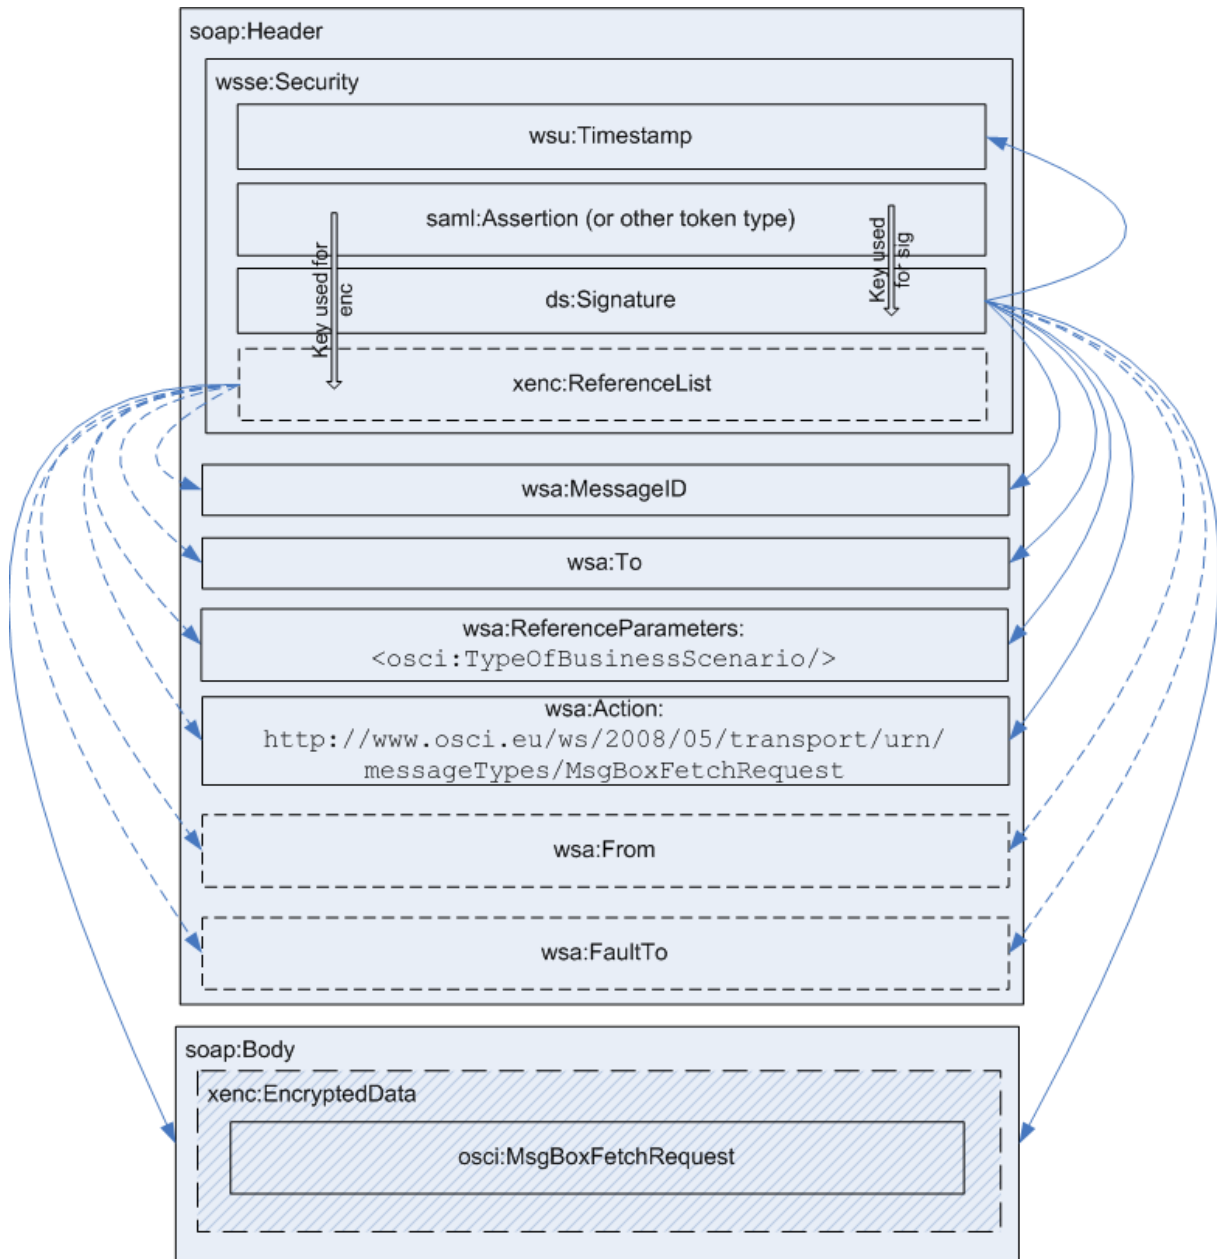 soap:Header
wsse:Security
wsu:Timestamp
saml:Assertion (or other token type)
Key used for
enc
Key used
for sig
ds:Signature
xenc:ReferenceList
wsa:MessageID
wsa:To
wsa:ReferenceParameters:
<osci:TypeOfBusinessScenario/>
wsa:Action:
http://www.osci.eu/ws/2008/05/transport/urn/
messageTypes/MsgBoxFetchRequest
wsa:From
wsa:FaultTo
soap:Body
xenc:EncryptedData
osci:MsgBoxFetchRequest